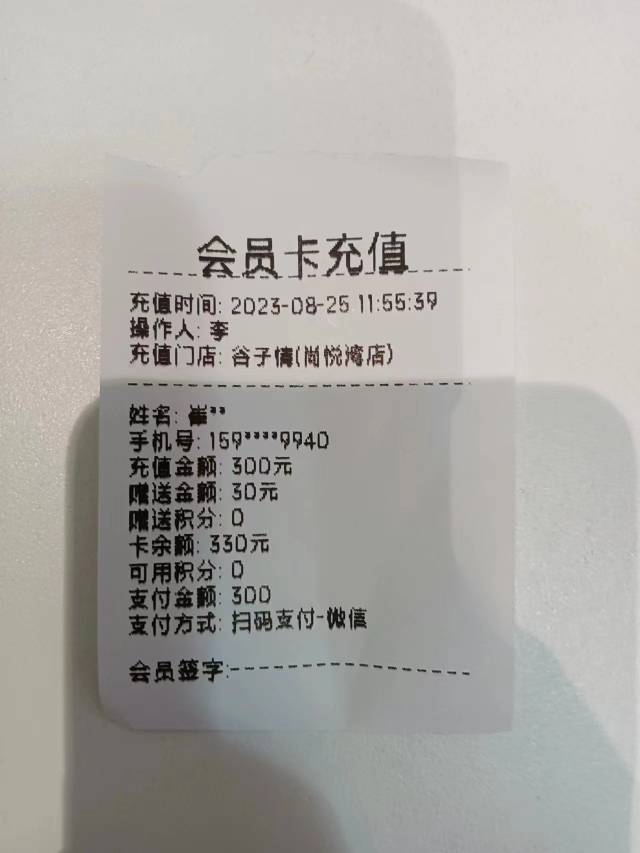 会员卡充值
充值时间: 2023-08-25 11:55:39
操作人: 李
充值门店: 谷子情(尚悦湾店)
姓名: 崔**
手机号: 159****9940
充值金额: 300元
赠送金额: 30元
赠送积分: 0
卡余额: 330元
可用积分: 0
支付金额: 300
支付方式: 扫码支付-微信
会员签字: